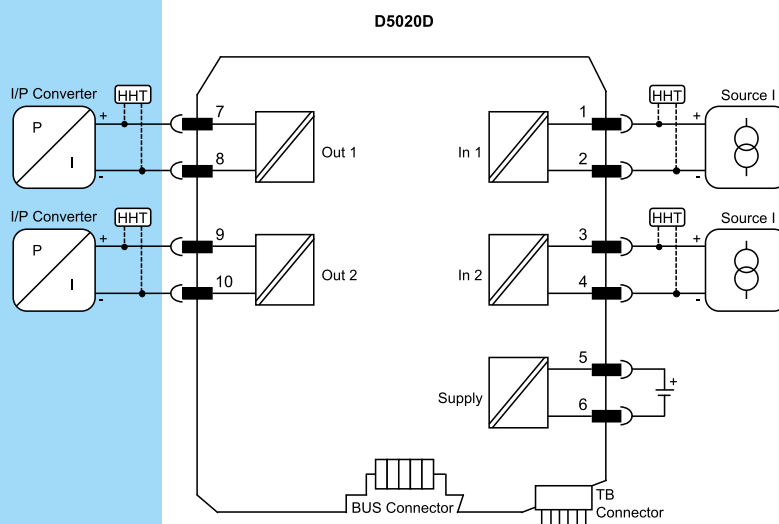 D5020D
I/P Converter
HHT
HHT
Source I
+
7
1
+
P
I
Out 1
In 1
-
8
2
-
I/P Converter
HHT
HHT
Source I
+
9
3
+
P
I
Out 2
In 2
-
10
4
-
5
+
Supply
6
BUS Connector
TB
Connector